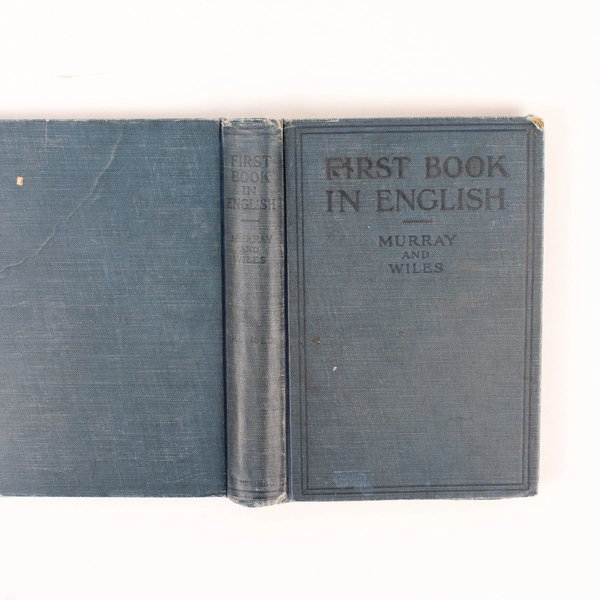 FIRST
BOOK
IN
ENGLISH
MURRAY
AND
WILES
FIRST BOOK
IN ENGLISH
MURRAY
AND
WILES